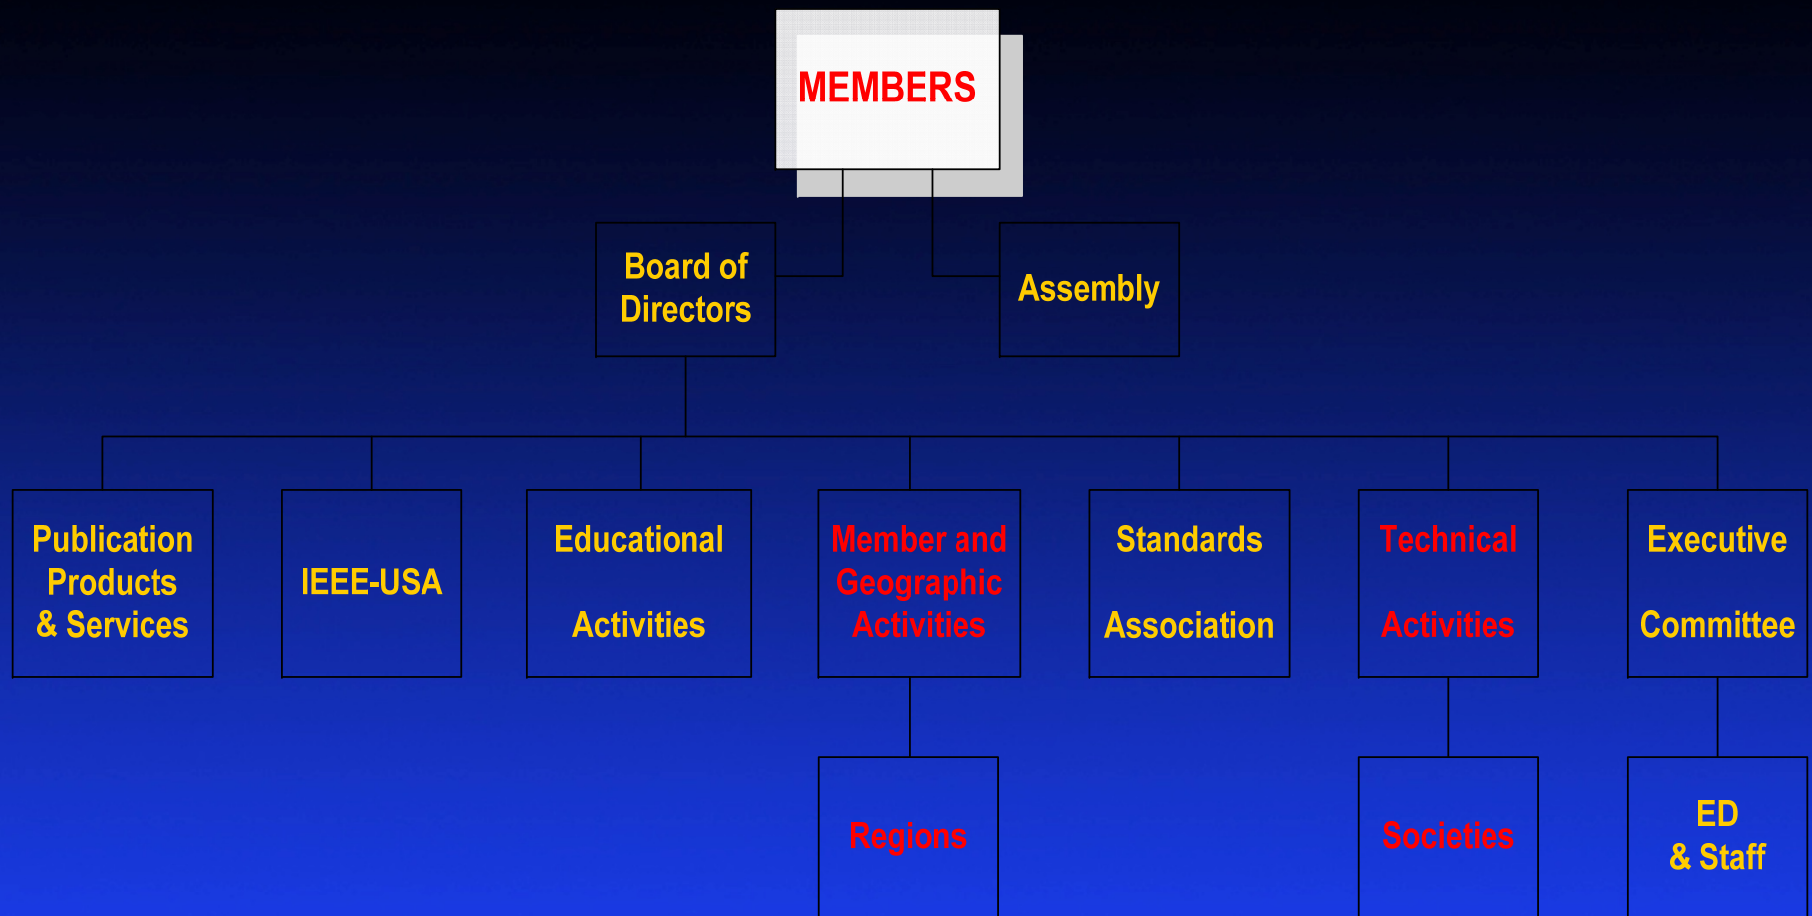 MEMBERS
Board of
Directors
Assembly
Publication
Products
& Services
IEEE-USA
Educational
Activities
Member and
Geographic
Activities
Standards
Association
Technical
Activities
Executive
Committee
Regions
Societies
ED
& Staff